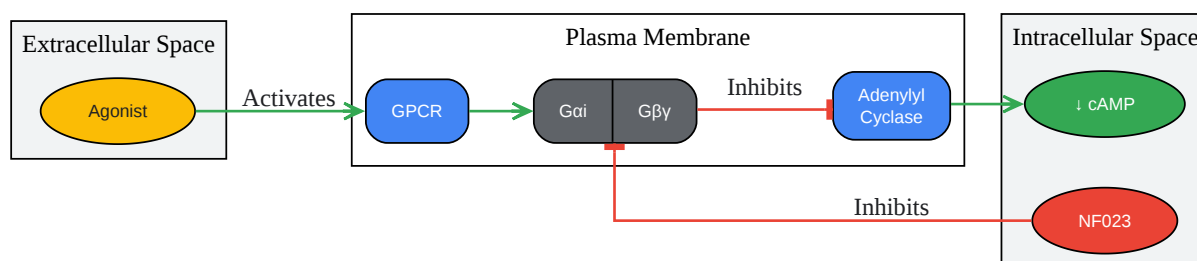 Extracellular Space
Agonist
Activates
Plasma Membrane
GPCR
Gαi
Gβγ
Inhibits
Adenylyl
Cyclase
Intracellular Space
↓ cAMP
Inhibits
NF023